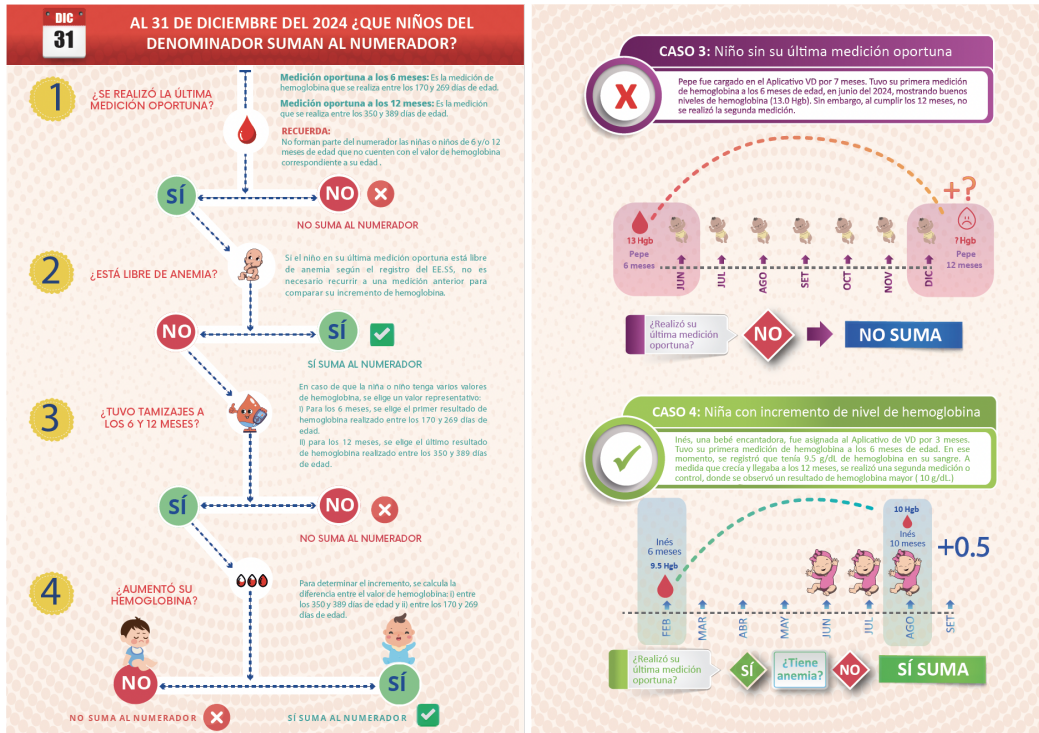 DIC
31
AL 31 DE DICIEMBRE DEL 2024 ¿QUE NIÑOS DEL
DENOMINADOR SUMAN AL NUMERADOR?
1
¿SE REALIZÓ LA ÚLTIMA
MEDICIÓN OPORTUNA?
Medición oportuna a los 6 meses: Es la medición de
hemoglobina que se realiza entre los 170 y 269 días de edad.
Medición oportuna a los 12 meses: Es la medición
que se realiza entre los 350 y 389 días de edad.
RECUERDA:
No forman parte del numerador las niñas o niños de 6 y/o 12
meses de edad que no cuenten con el valor de hemoglobina
correspondiente a su edad .
SÍ
NO
NO SUMA AL NUMERADOR
2
¿ESTÁ LIBRE DE ANEMIA?
Sí el niño en su última medición oportuna está libre
de anemia según el registro del EE.SS, no es
necesario recurrir a una medición anterior para
comparar su incremento de hemoglobina.
NO
SÍ
SÍ SUMA AL NUMERADOR
3
¿TUVO TAMIZAJES A
LOS 6 Y 12 MESES?
En caso de que la niña o niño tenga varios valores
de hemoglobina, se elige un valor representativo:
I) Para los 6 meses, se elige el primer resultado de
hemoglobina realizado entre los 170 y 269 días de
edad.
II) para los 12 meses, se elige el último resultado
de hemoglobina realizado entre los 350 y 389 días
de edad.
SÍ
NO
NO SUMA AL NUMERADOR
4
¿AUMENTÓ SU
HEMOGLOBINA?
Para determinar el incremento, se calcula la
diferencia entre el valor de hemoglobina: i) entre
los 350 y 389 días de edad y ii) entre los 170 y 269
días de edad.
NO
SÍ
NO SUMA AL NUMERADOR
SÍ SUMA AL NUMERADOR
CASO 3: Niño sin su última medición oportuna
X
Pepe fue cargado en el Aplicativo VD por 7 meses. Tuvo su primera medición
de hemoglobina a los 6 meses de edad, en junio del 2024, mostrando buenos
niveles de hemoglobina (13.0 Hgb). Sin embargo, al cumplir los 12 meses, no
se realizó la segunda medición.
+?
13 Hgb
Pepe
6 meses
? Hgb
Pepe
12 meses
JUN
JUL
AGO
SET
OCT
NOV
DIC
¿Realizó su
última medición
oportuna?
NO
NO SUMA
CASO 4: Niña con incremento de nivel de hemoglobina
Inés, una bebé encantadora, fue asignada al Aplicativo de VD por 3 meses.
Tuvo su primera medición de hemoglobina a los 6 meses de edad. En ese
momento, se registró que tenía 9.5 g/dL de hemoglobina en su sangre. A
medida que crecía y llegaba a los 12 meses, se realizó una segunda medición o
control, donde se observó un resultado de hemoglobina mayor ( 10 g/dL.)
10 Hgb
Inés
10 meses
+0.5
Inés
6 meses
9.5 Hgb
FEB
MAR
ABR
MAY
JUN
JUL
AGO
SET
¿Realizó su
última medición
oportuna?
SÍ
¿Tiene
anemia?
NO
SÍ SUMA